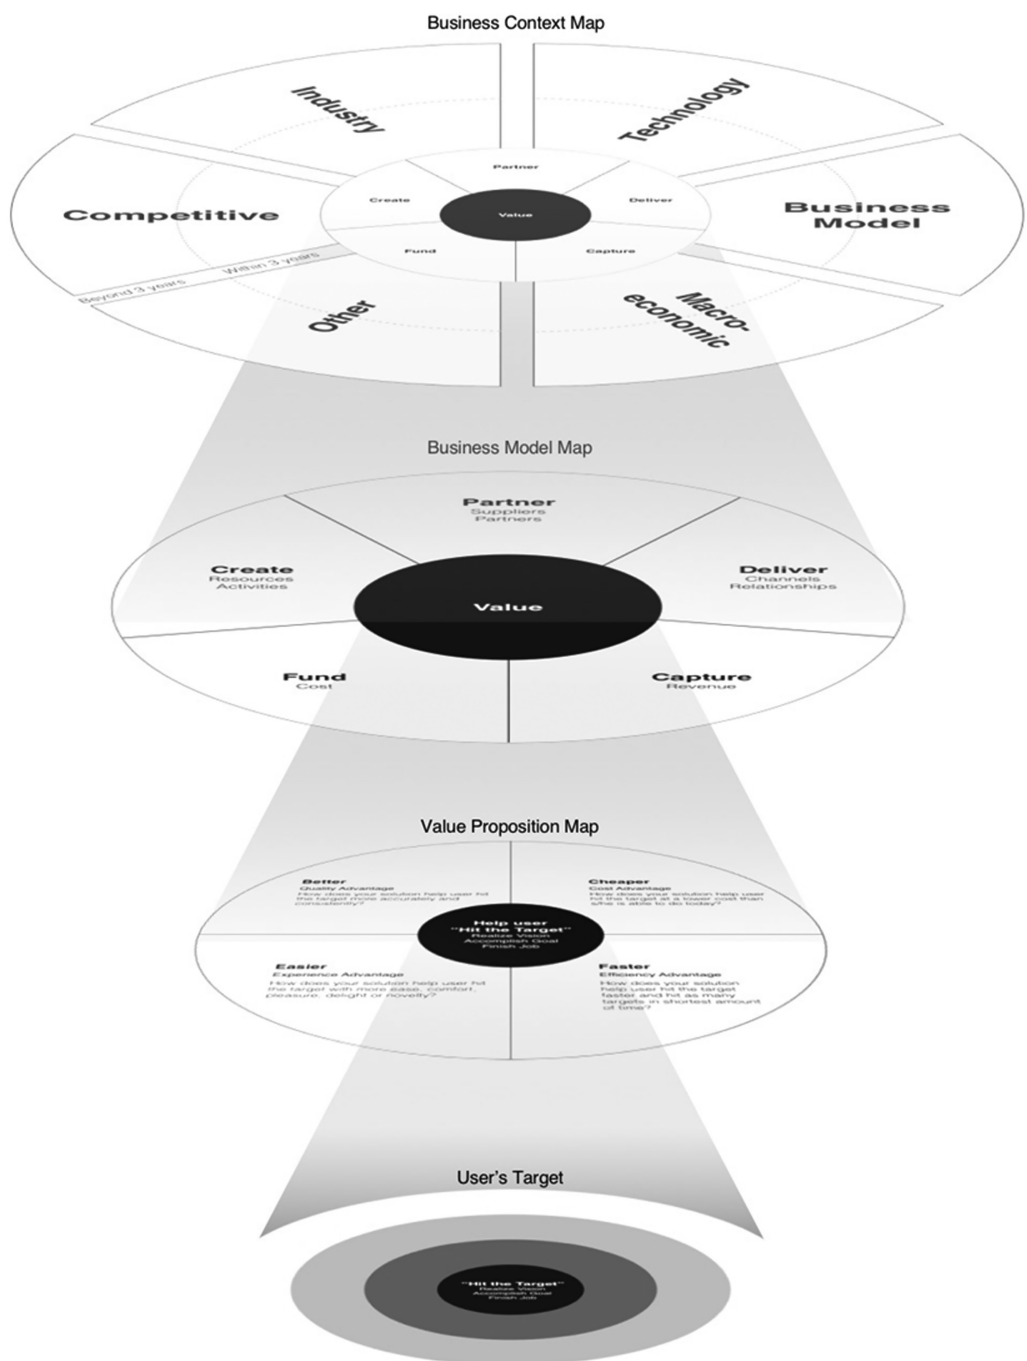 Business Context Map
Industry
Technology
Partner
Create
Value
Deliver
Competitive
Business
Model
Fund
Capture
Within 3 years
Beyond 3 years
Other
Macro-
economic
Business Model Map
Partner
Suppliers
Partners
Create
Resources
Activities
Deliver
Channels
Relationships
Value
Fund
Cost
Capture
Revenue
Value Proposition Map
Better
Quality Advantage
How does your solution help user hit
the target more accurately and
consistently?
Cheaper
Cost Advantage
How does your solution help user
hit the target at a lower cost than
s/he is able to do today?
Help user
"Hit the Target"
Realize Vision
Accomplish Goal
Finish Job
Easier
Experience Advantage
How does your solution help user hit
the target with more ease, comfort,
pleasure, delight or novelty?
Faster
Efficiency Advantage
How does your solution
help user hit the target
faster and hit as many
targets in shortest amount
of time?
User's Target
"Hit the Target"
Realize Vision
Accomplish Goal
Finish Job